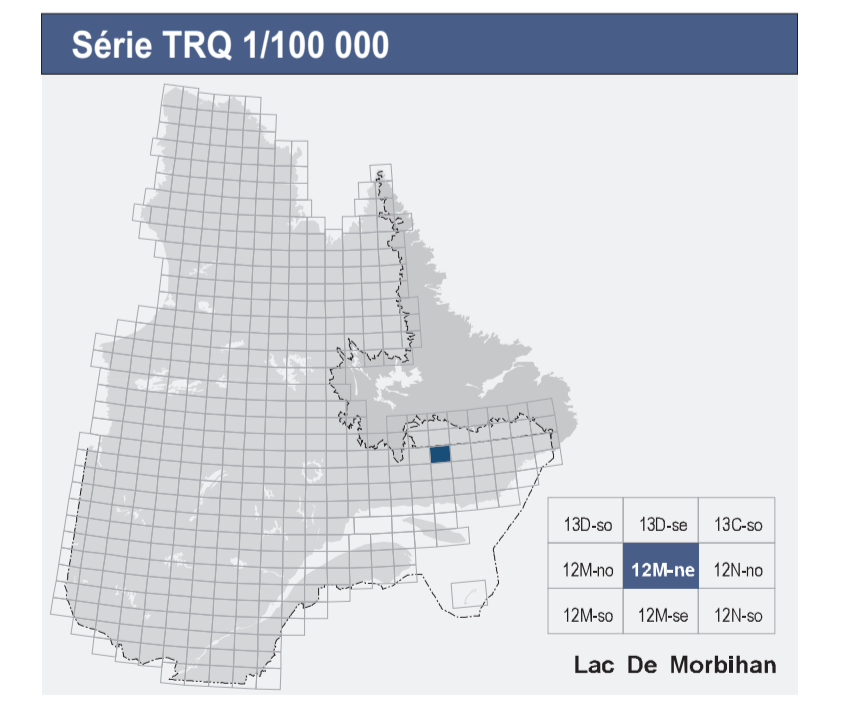 Série TRQ 1/100 000
13D-so 13D-se 13C-so
12M-no 12M-ne 12N-no
12M-so 12M-se 12N-so
Lac De Morbihan